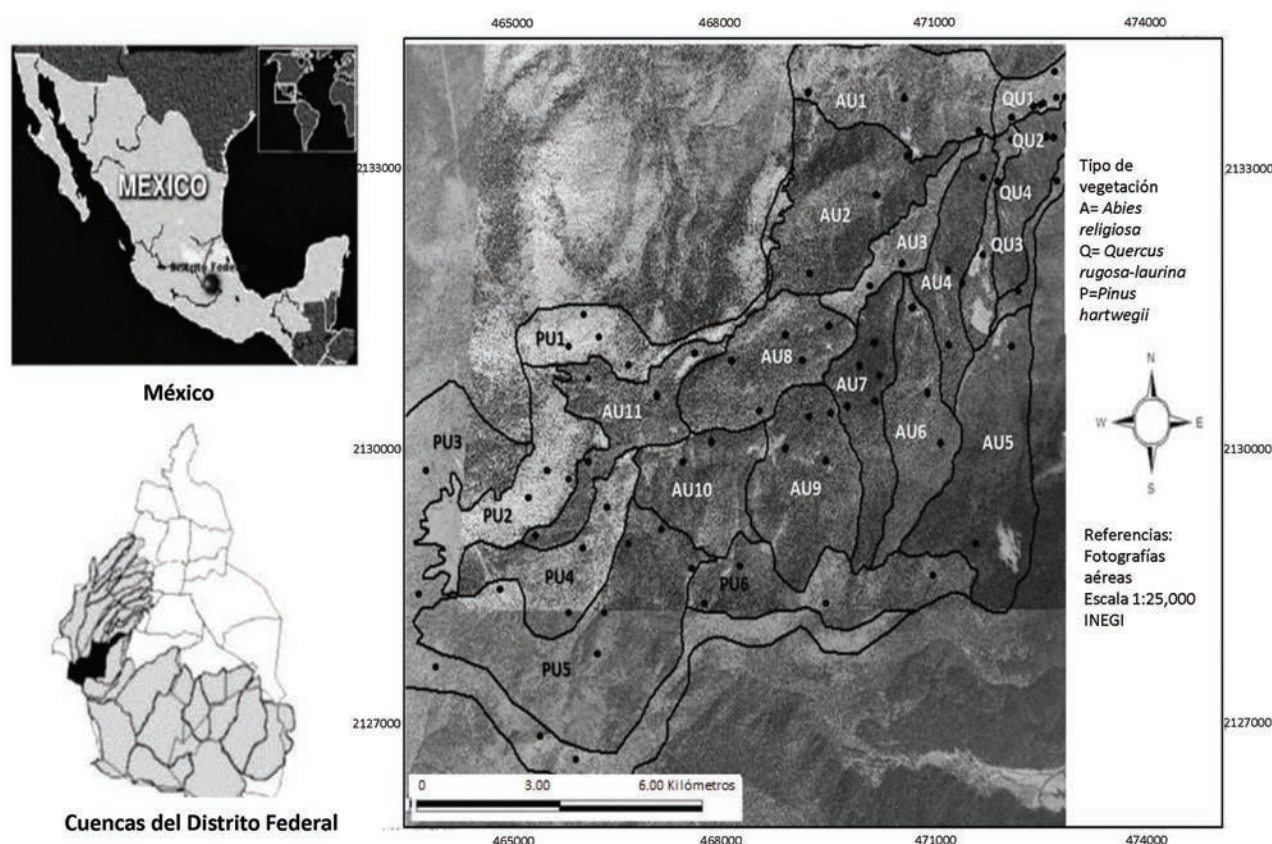 465000 468000 471000 474000
MEXICO
Distrito Federal
México
Cuencas del Distrito Federal
2133000
2130000
2127000
AU1
QU1
QU2
AU2
QU4
AU3
QU3
AU4
PU1
AU8
AU7
AU11
AU6
AU5
PU3
AU10
AU9
PU2
PU4
PU6
PU5
0 3.00 6.00 Kilómetros
2133000
2130000
2127000
465000 468000 471000 474000
Tipo de
vegetación
A= Abies
religiosa
Q= Quercus
rugosa-laurina
P=Pinus
hartwegii
N
W E
S
Referencias:
Fotografías
aéreas
Escala 1:25,000
INEGI